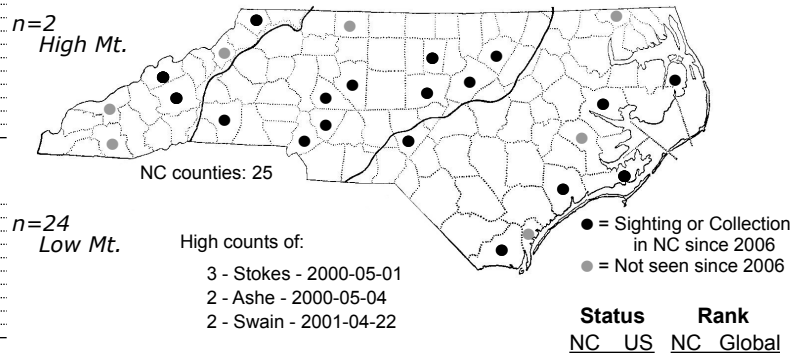 n=2
High Mt.
NC counties: 25
n=24
Low Mt.
High counts of:
3 - Stokes - 2000-05-01
2 - Ashe - 2000-05-04
2 - Swain - 2001-04-22
= Sighting or Collection
in NC since 2006
= Not seen since 2006
Status Rank
NC US NC Global